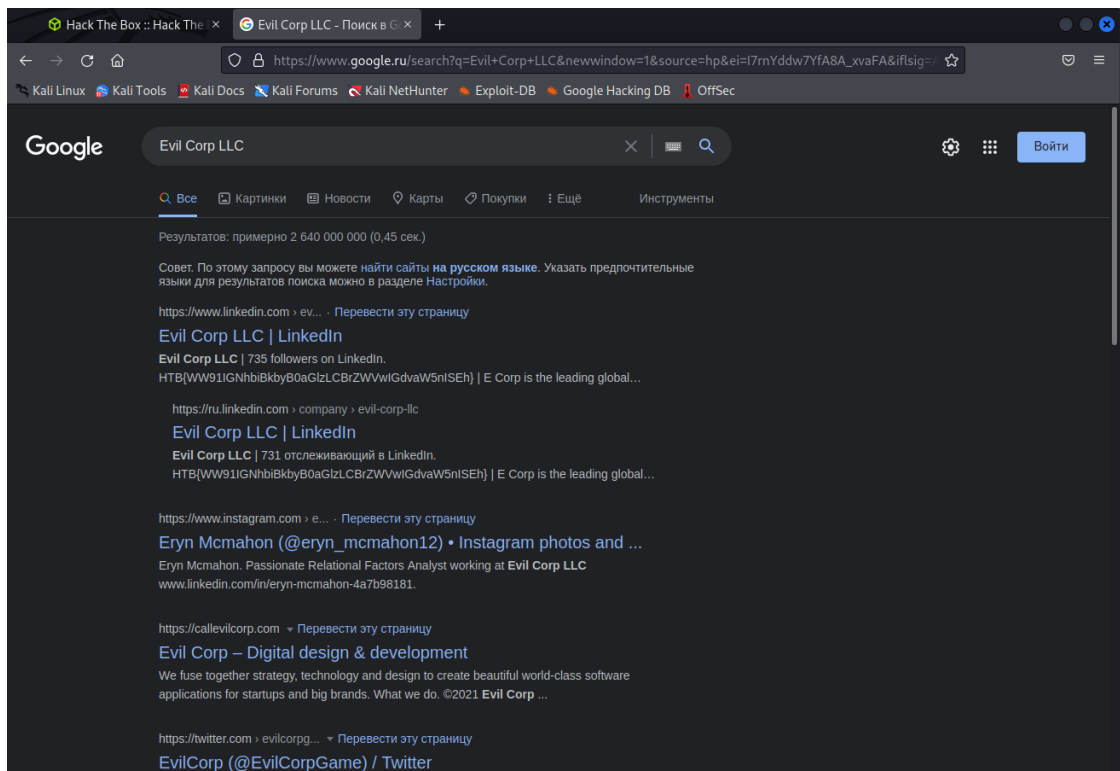 Hack The Box :: Hack The
Evil Corp LLC - Поиск в
https://www.google.ru/search?q=Evil+Corp+LLC&newwindow=1&source=hp&ei=I7rnYddw7YfA8A_xvaFA&iflsig=
Kali Linux Kali Tools Kali Docs Kali Forums Kali NetHunter Exploit-DB Google Hacking DB OffSec
Google Evil Corp LLC Войти
Все Картинки Новости Карты Покупки Ещё Инструменты
Результатов: примерно 2 640 000 000 (0,45 сек.)
Совет. По этому запросу вы можете найти сайты на русском языке. Указать предпочтительные
языки для результатов поиска можно в разделе Настройки.
https://www.linkedin.com › ev... · Перевести эту страницу
Evil Corp LLC | LinkedIn
Evil Corp LLC | 735 followers on LinkedIn.
HTB{WW91IGNhbiBkbyB0aGlzLCBrZWVwIGdvaW5nISEh} | E Corp is the leading global…
https://ru.linkedin.com › company › evil-corp-llc
Evil Corp LLC | LinkedIn
Evil Corp LLC | 731 отслеживающий в LinkedIn.
HTB{WW91IGNhbiBkbyB0aGlzLCBrZWVwIGdvaW5nISEh} | E Corp is the leading global…
https://www.instagram.com › e... · Перевести эту страницу
Eryn Mcmahon (@eryn_mcmahon12) • Instagram photos and ...
Eryn Mcmahon. Passionate Relational Factors Analyst working at Evil Corp LLC
www.linkedin.com/in/eryn-mcmahon-4a7b98181.
https://callevilcorp.com Перевести эту страницу
Evil Corp – Digital design & development
We fuse together strategy, technology and design to create beautiful world-class software
applications for startups and big brands. What we do. ©2021 Evil Corp ...
https://twitter.com › evilcorpg... Перевести эту страницу
EvilCorp (@EvilCorpGame) / Twitter